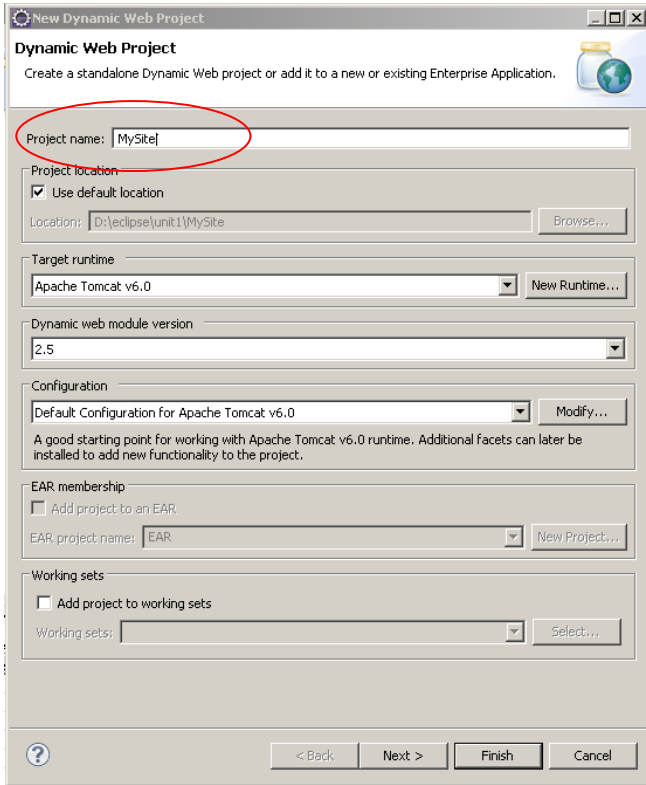 New Dynamic Web Project
Dynamic Web Project
Create a standalone Dynamic Web project or add it to a new or existing Enterprise Application.
Project name: MySite
Project location
Use default location
Location: D:\eclipse\unit1\MySite Browse...
Target runtime
Apache Tomcat v6.0 New Runtime...
Dynamic web module version
2.5
Configuration
Default Configuration for Apache Tomcat v6.0 Modify...
A good starting point for working with Apache Tomcat v6.0 runtime. Additional facets can later be
installed to add new functionality to the project.
EAR membership
Add project to an EAR
EAR project name: EAR New Project...
Working sets
Add project to working sets
Working sets: Select...
? < Back Next > Finish Cancel